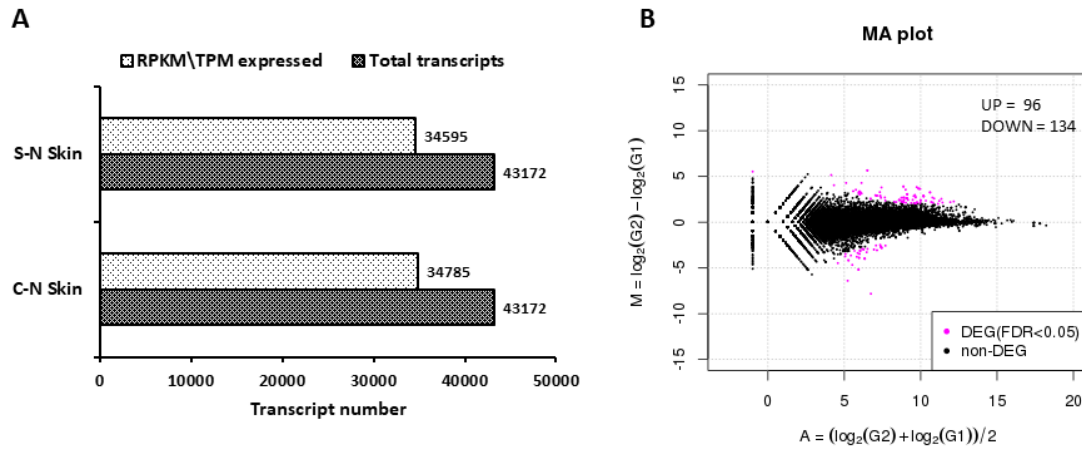 A
RPKM\TPM expressed Total transcripts
S-N Skin
34595
43172
C-N Skin
34785
43172
0 10000 20000 30000 40000 50000
Transcript number
B
MA plot
UP = 96
DOWN = 134
15
10
5
0
-5
-10
-15
M = log2(G2) − log2(G1)
DEG(FDR<0.05)
non-DEG
0 5 10 15 20
A = (log2(G2) + log2(G1))/2